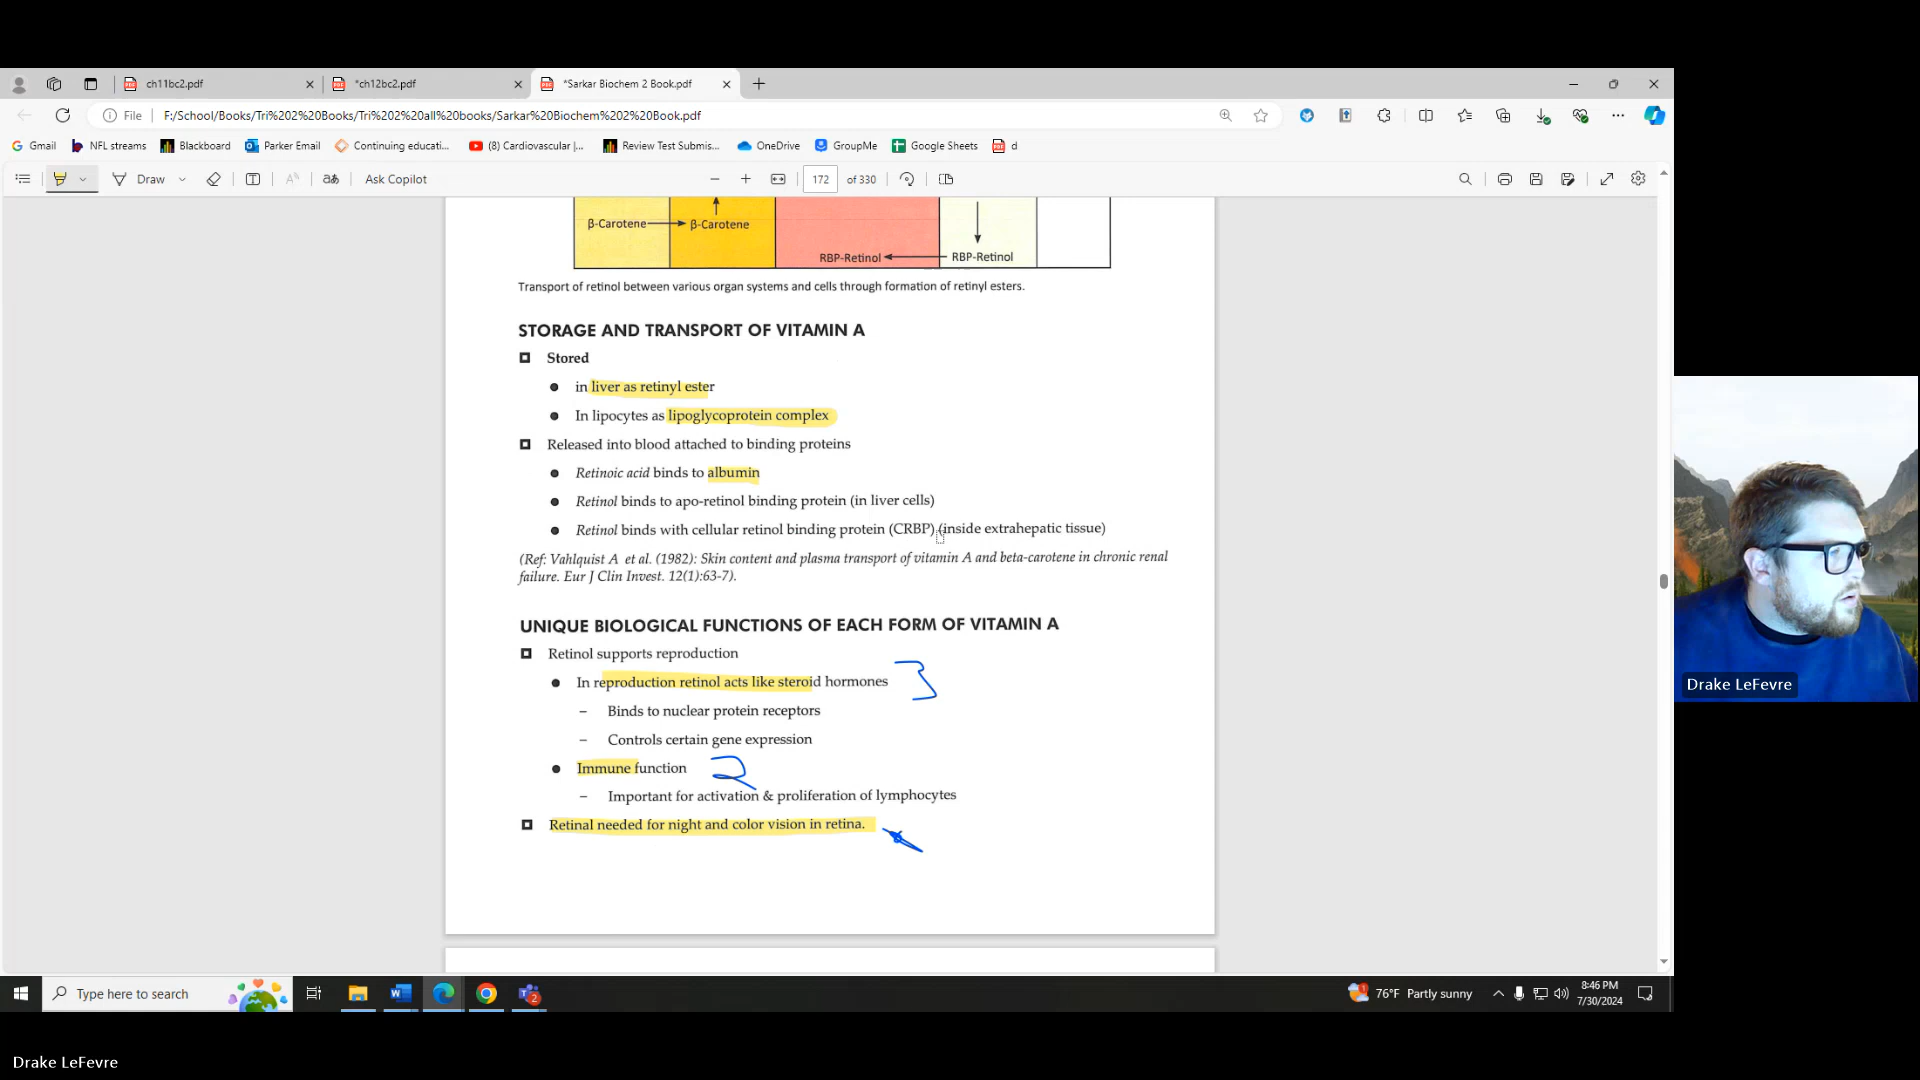 ch11bc2.pdf
*ch12bc2.pdf
*Sarkar Biochem 2 Book.pdf
File F:/School/Books/Tri%202%20Books/Tri%202%20all%20books/Sarkar%20Biochem%202%20Book.pdf
Gmail NFL streams Blackboard Parker Email Continuing educati... (8) Cardiovascular |... Review Test Submis... OneDrive GroupMe Google Sheets d
Draw Ask Copilot 172 of 330
β-Carotene β-Carotene
RBP-Retinol RBP-Retinol
Transport of retinol between various organ systems and cells through formation of retinyl esters.
STORAGE AND TRANSPORT OF VITAMIN A
Stored
in liver as retinyl ester
In lipocytes as lipoglycoprotein complex
Released into blood attached to binding proteins
Retinoic acid binds to albumin
Retinol binds to apo-retinol binding protein (in liver cells)
Retinol binds with cellular retinol binding protein (CRBP) (inside extrahepatic tissue)
(Ref: Vahlquist A et al. (1982): Skin content and plasma transport of vitamin A and beta-carotene in chronic renal
failure. Eur J Clin Invest. 12(1):63-7).
UNIQUE BIOLOGICAL FUNCTIONS OF EACH FORM OF VITAMIN A
Retinol supports reproduction
In reproduction retinol acts like steroid hormones
– Binds to nuclear protein receptors
– Controls certain gene expression
Immune function 2
– Important for activation & proliferation of lymphocytes
Retinal needed for night and color vision in retina.
Drake LeFevre
Type here to search
76°F Partly sunny
8:46 PM
7/30/2024
Drake LeFevre